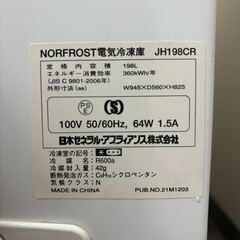 NORFROST電気冷凍庫 JH198CR
定格内容積 198L
エネルギー消費効率 360kWh/年
(JIS C 9801-2006)
外形寸法(㎜) W945×D560×H825
PS E
100V 50/60Hz, 64W 1.5A
日本ゼネラル・アプライアンス株式会社
冷凍室の記号
冷媒 R600a
冷媒封入量 42g
断熱発泡ガス C₅H₁₀シクロペンタン
気候クラス N
MADE IN CHINA PUB.NO.21M1203